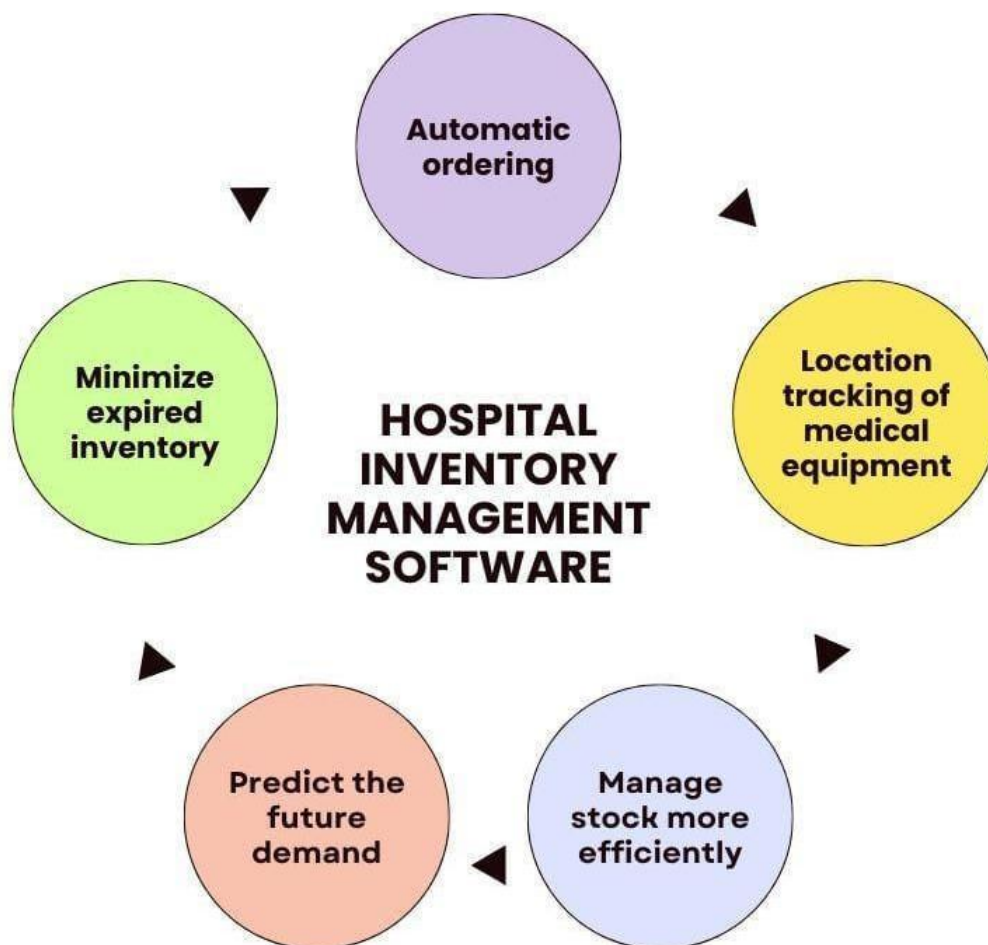 Automatic
ordering
Minimize
expired
inventory
Location
tracking of
medical
equipment
HOSPITAL
INVENTORY
MANAGEMENT
SOFTWARE
Predict the
future
demand
Manage
stock more
efficiently